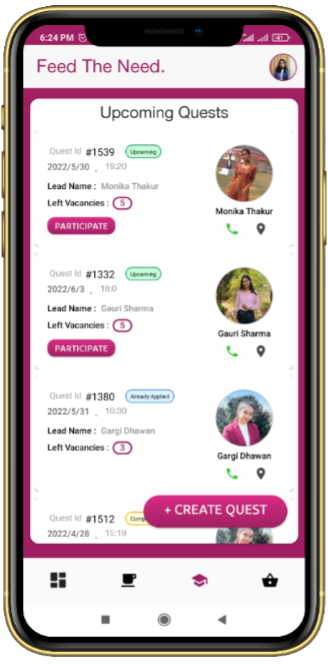 6:24 PM
Feed The Need.
Upcoming Quests
Quest Id #1539 Upcoming
2022/5/30 , 19:20
Lead Name : Monika Thakur
Left Vacancies : 5
PARTICIPATE
Monika Thakur
Quest Id #1332 Upcoming
2022/6/3 , 18:0
Lead Name : Gauri Sharma
Left Vacancies : 5
PARTICIPATE
Gauri Sharma
Quest Id #1380 Already Applied
2022/5/31 , 10:30
Lead Name : Gargi Dhawan
Left Vacancies : 3
Gargi Dhawan
Quest Id #1512
2022/4/28 , 15:19
+ CREATE QUEST